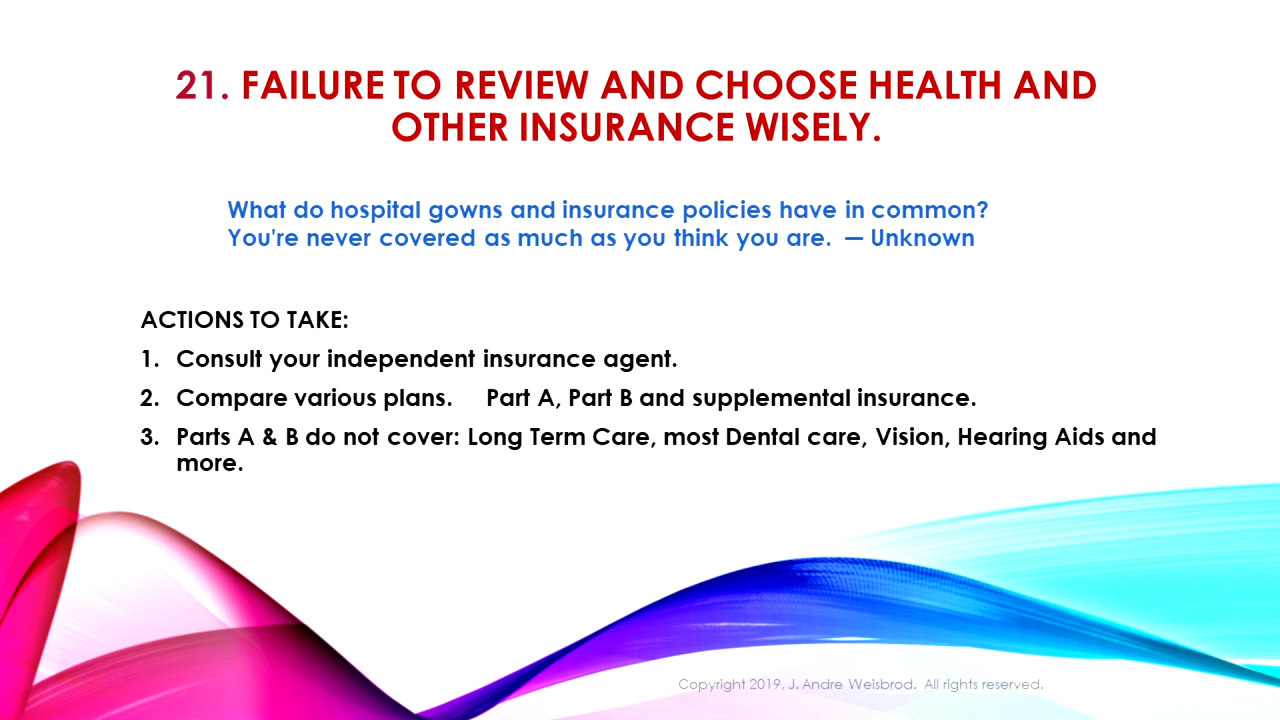 21. FAILURE TO REVIEW AND CHOOSE HEALTH AND
OTHER INSURANCE WISELY.
What do hospital gowns and insurance policies have in common?
You're never covered as much as you think you are. — Unknown
ACTIONS TO TAKE:
1. Consult your independent insurance agent.
2. Compare various plans. Part A, Part B and supplemental insurance.
3. Parts A & B do not cover: Long Term Care, most Dental care, Vision, Hearing Aids and
more.
Copyright 2019, J. Andre Weisbrod. All rights reserved.